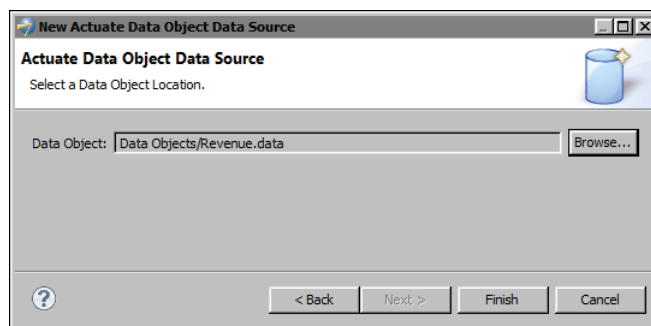 New Actuate Data Object Data Source
Actuate Data Object Data Source
Select a Data Object Location.
Data Object: Data Objects/Revenue.data Browse...
? < Back Next > Finish Cancel